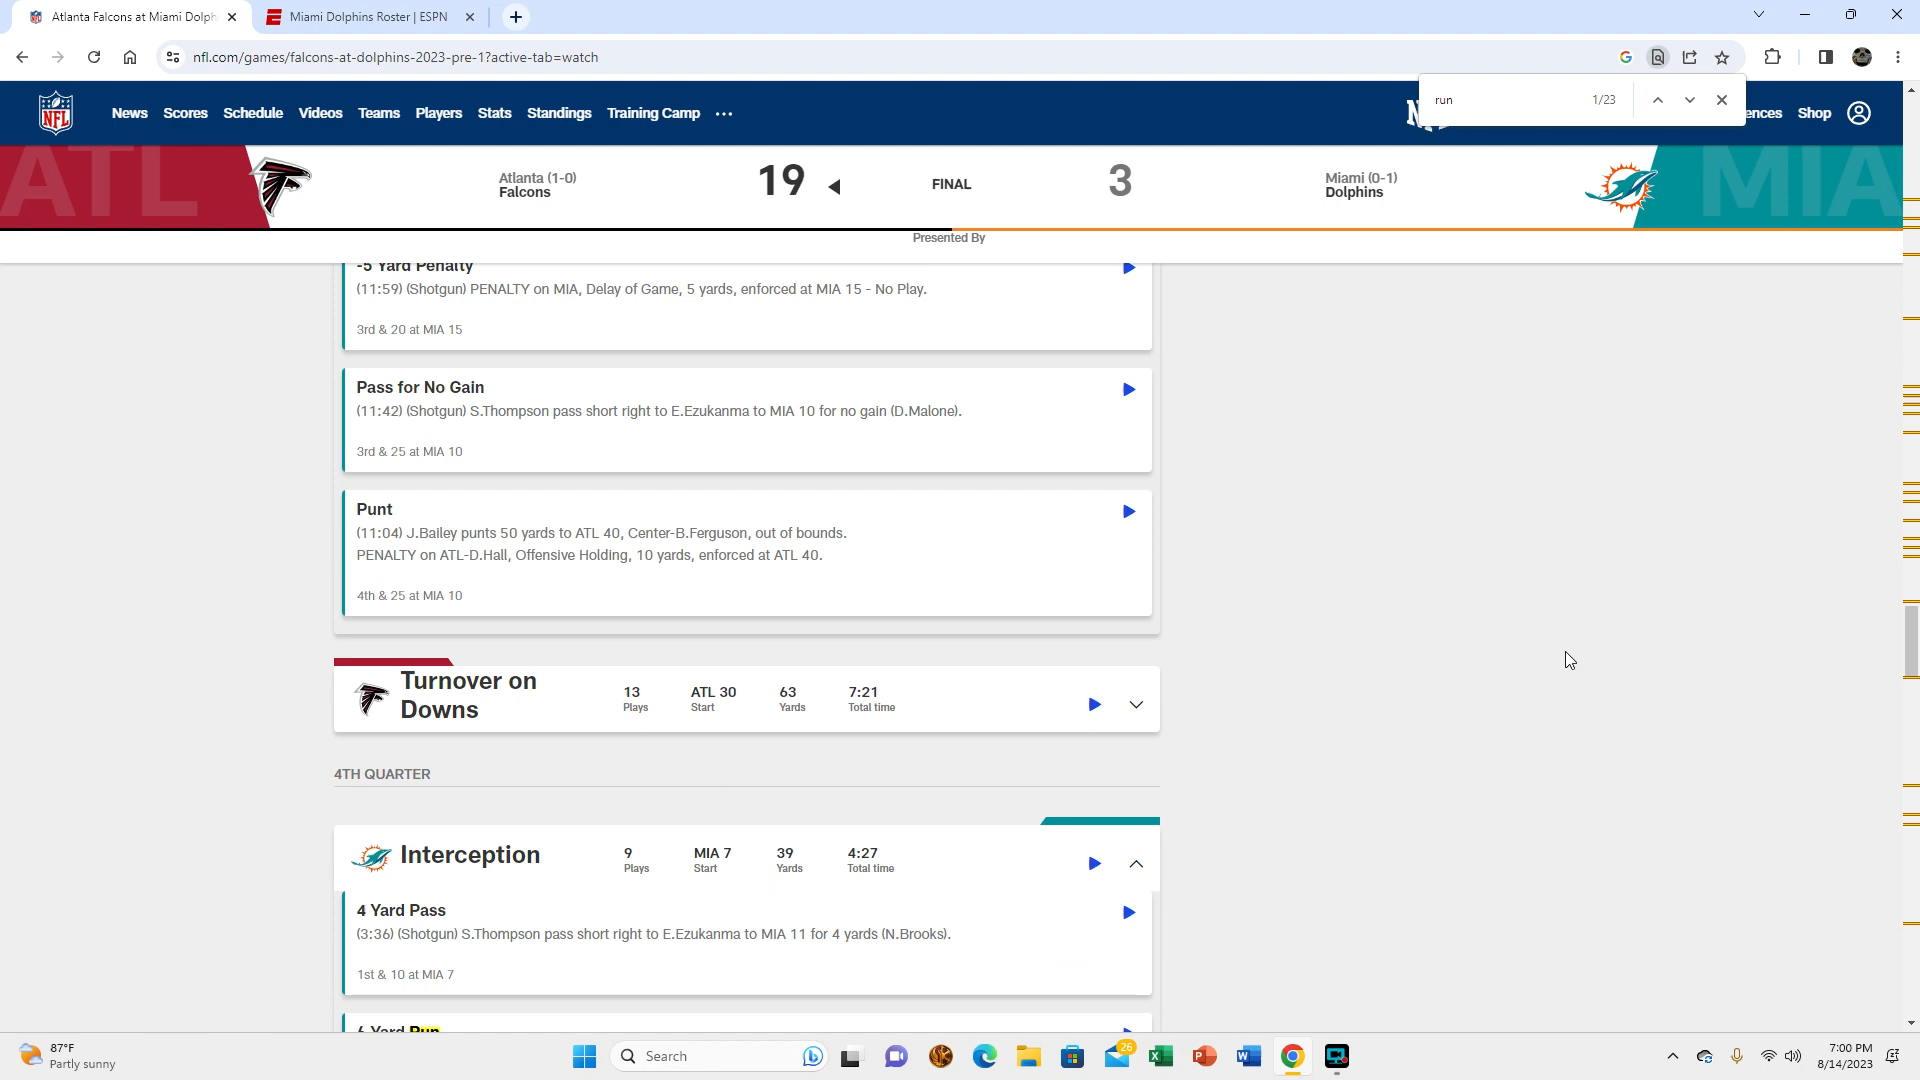 Atlanta Falcons at Miami Dolph
Miami Dolphins Roster | ESPN
nfl.com/games/falcons-at-dolphins-2023-pre-1?active-tab=watch
run
1/23
NFL
News
Scores
Schedule
Videos
Teams
Players
Stats
Standings
Training Camp
ences
Shop
ATL
Atlanta (1-0)
Falcons
19
FINAL
3
Miami (0-1)
Dolphins
MIA
Presented By
-5 Yard Penalty
(11:59) (Shotgun) PENALTY on MIA, Delay of Game, 5 yards, enforced at MIA 15 - No Play.
3rd & 20 at MIA 15
Pass for No Gain
(11:42) (Shotgun) S.Thompson pass short right to E.Ezukanma to MIA 10 for no gain (D.Malone).
3rd & 25 at MIA 10
Punt
(11:04) J.Bailey punts 50 yards to ATL 40, Center-B.Ferguson, out of bounds.
PENALTY on ATL-D.Hall, Offensive Holding, 10 yards, enforced at ATL 40.
4th & 25 at MIA 10
Turnover on
Downs
13 ATL 30 63 7:21
Plays Start Yards Total time
4TH QUARTER
Interception
9 MIA 7 39 4:27
Plays Start Yards Total time
4 Yard Pass
(3:36) (Shotgun) S.Thompson pass short right to E.Ezukanma to MIA 11 for 4 yards (N.Brooks).
1st & 10 at MIA 7
6 Yard Run
87°F
Partly sunny
Search
26
7:00 PM
8/14/2023